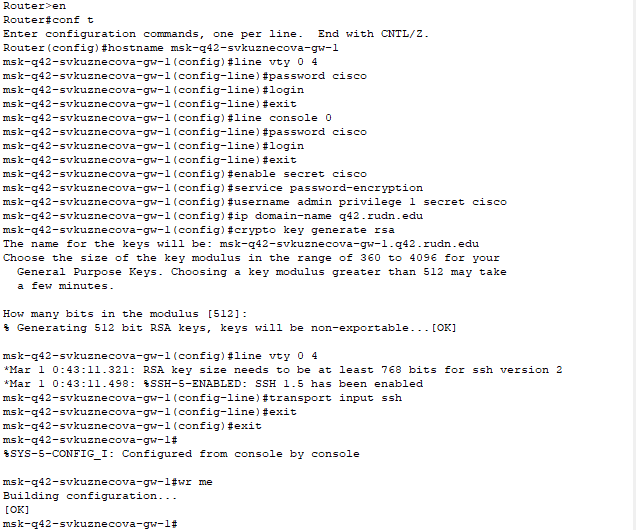 Router>en
Router#conf t
Enter configuration commands, one per line.  End with CNTL/Z.
Router(config)#hostname msk-q42-svkuznecova-gw-1
msk-q42-svkuznecova-gw-1(config)#line vty 0 4
msk-q42-svkuznecova-gw-1(config-line)#password cisco
msk-q42-svkuznecova-gw-1(config-line)#login
msk-q42-svkuznecova-gw-1(config-line)#exit
msk-q42-svkuznecova-gw-1(config)#line console 0
msk-q42-svkuznecova-gw-1(config-line)#password cisco
msk-q42-svkuznecova-gw-1(config-line)#login
msk-q42-svkuznecova-gw-1(config-line)#exit
msk-q42-svkuznecova-gw-1(config)#enable secret cisco
msk-q42-svkuznecova-gw-1(config)#service password-encryption
msk-q42-svkuznecova-gw-1(config)#username admin privilege 1 secret cisco
msk-q42-svkuznecova-gw-1(config)#ip domain-name q42.rudn.edu
msk-q42-svkuznecova-gw-1(config)#crypto key generate rsa
The name for the keys will be: msk-q42-svkuznecova-gw-1.q42.rudn.edu
Choose the size of the key modulus in the range of 360 to 4096 for your
  General Purpose Keys. Choosing a key modulus greater than 512 may take
  a few minutes.

How many bits in the modulus [512]:
% Generating 512 bit RSA keys, keys will be non-exportable...[OK]

msk-q42-svkuznecova-gw-1(config)#line vty 0 4
*Mar 1 0:43:11.321: RSA key size needs to be at least 768 bits for ssh version 2
*Mar 1 0:43:11.498: %SSH-5-ENABLED: SSH 1.5 has been enabled
msk-q42-svkuznecova-gw-1(config-line)#transport input ssh
msk-q42-svkuznecova-gw-1(config-line)#exit
msk-q42-svkuznecova-gw-1(config)#exit
msk-q42-svkuznecova-gw-1#
%SYS-5-CONFIG_I: Configured from console by console

msk-q42-svkuznecova-gw-1#wr me
Building configuration...
[OK]
msk-q42-svkuznecova-gw-1#